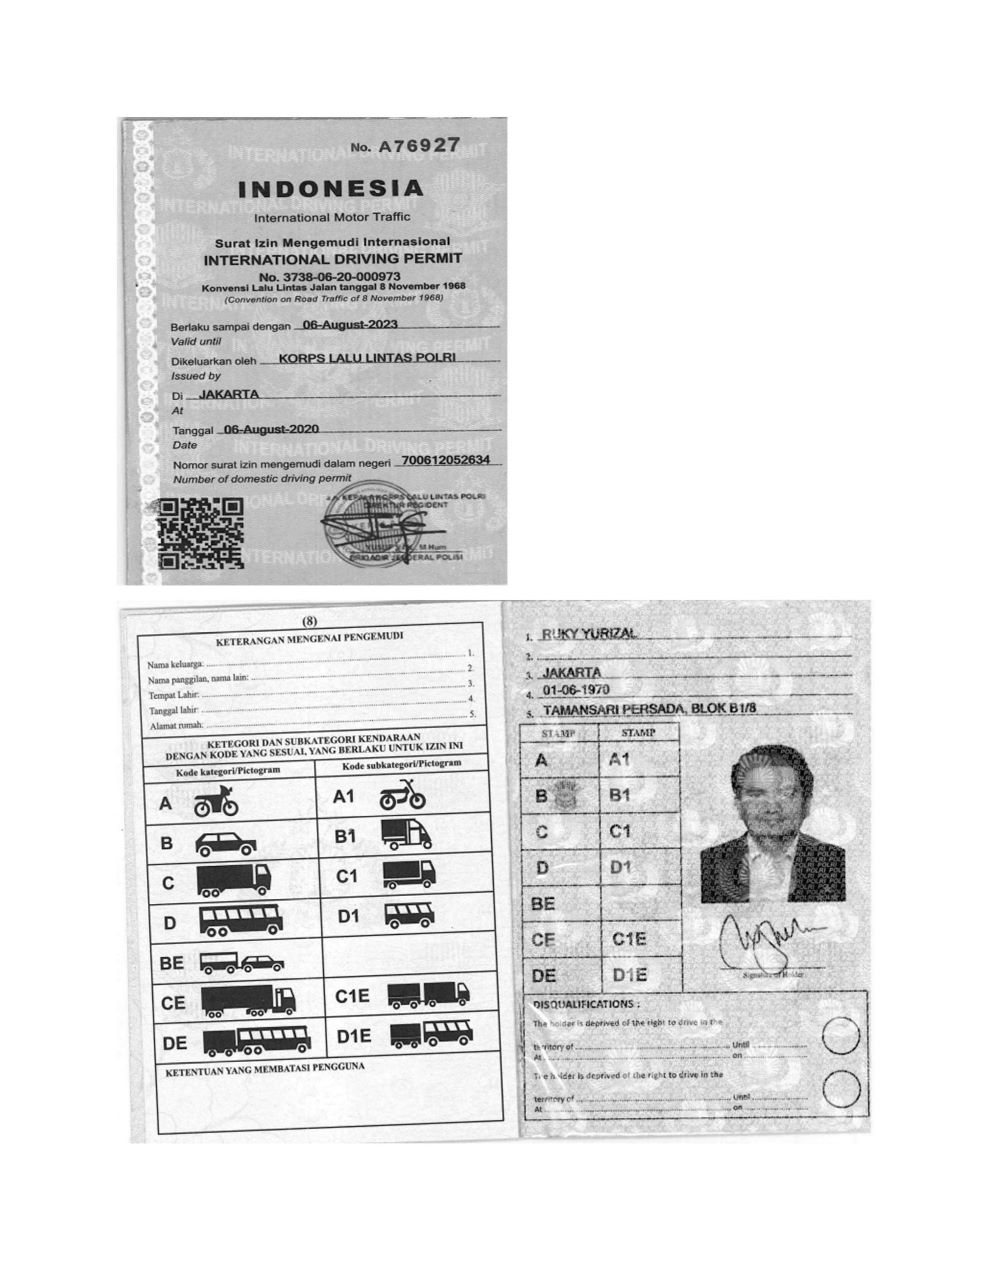 No. A76927
INDONESIA
International Motor Traffic
Surat Izin Mengemudi Internasional
INTERNATIONAL DRIVING PERMIT
No. 3738-06-20-000973
Konvensi Lalu Lintas Jalan tanggal 8 November 1968
(Convention on Road Traffic of 8 November 1968)
Berlaku sampai dengan 06-August-2023
Valid until
Dikeluarkan oleh KORPS LALU LINTAS POLRI
Issued by
Di JAKARTA
At
Tanggal 06-August-2020
Date
Nomor surat izin mengemudi dalam negeri 700612052634
Number of domestic driving permit
a.n. KEPALA KORPS LALU LINTAS POLRI
DIREKTUR REGIDENT
M.Hum
BRIGADIR JENDERAL POLISI
(8)
KETERANGAN MENGENAI PENGEMUDI
Nama keluarga: 1.
Nama panggilan, nama lain: 2.
Tempat Lahir: 3.
Tanggal lahir: 4.
Alamat rumah: 5.
KETEGORI DAN SUBKATEGORI KENDARAAN
DENGAN KODE YANG SESUAI, YANG BERLAKU UNTUK IZIN INI
Kode kategori/Pictogram Kode subkategori/Pictogram
A A1
B B1
C C1
D D1
BE
CE C1E
DE D1E
KETENTUAN YANG MEMBATASI PENGGUNA
1. RUKY YURIZAL
2.
3. JAKARTA
4. 01-06-1970
5. TAMANSARI PERSADA, BLOK B1/8
STAMP STAMP
A A1
B B1
C C1
D D1
BE
CE C1E
DE D1E
Signature of Holder
DISQUALIFICATIONS :
The holder is deprived of the right to drive in the
territory of Until
At on
The holder is deprived of the right to drive in the
territory of Until
At on